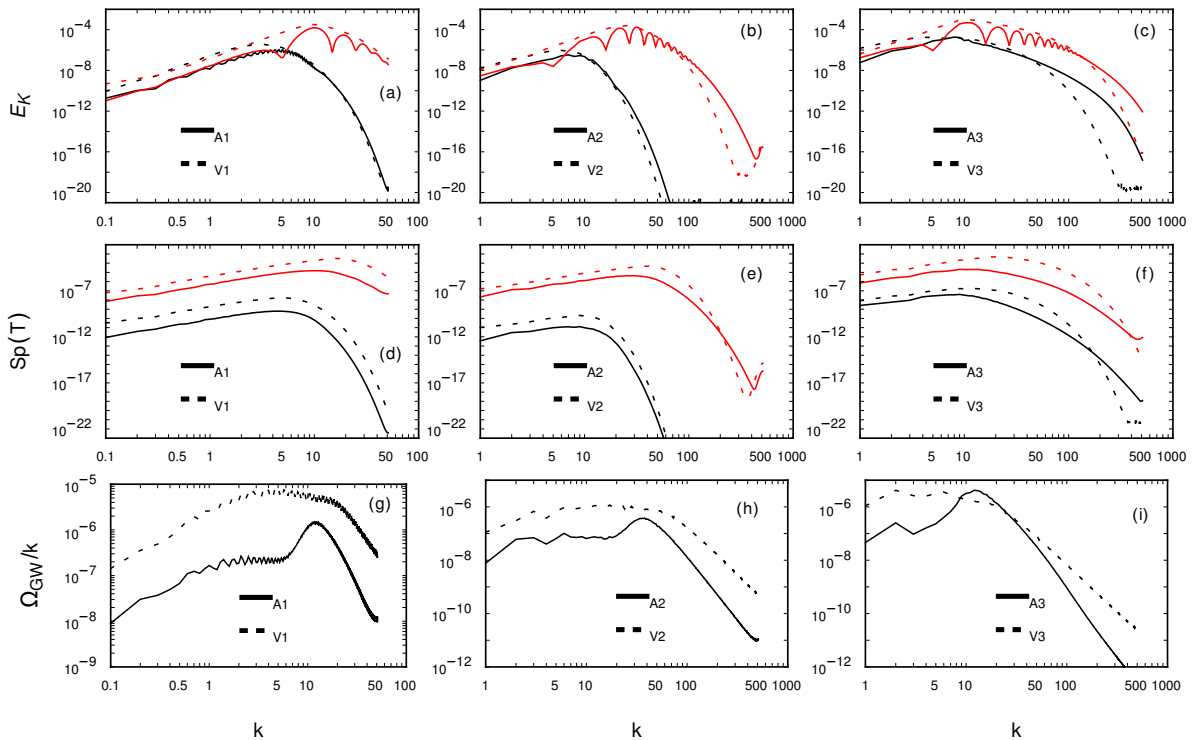 10⁻⁴ 10⁻⁸ 10⁻¹² 10⁻¹⁶ 10⁻²⁰
E_K
(a)
A1
V1
0.1 0.5 1 5 10 50 100
10⁻⁴ 10⁻⁸ 10⁻¹² 10⁻¹⁶ 10⁻²⁰
(b)
A2
V2
1 5 10 50 100 500 1000
10⁻⁴ 10⁻⁸ 10⁻¹² 10⁻¹⁶ 10⁻²⁰
(c)
A3
V3
1 5 10 50 100 500 1000
10⁻⁷ 10⁻¹² 10⁻¹⁷ 10⁻²²
Sp(T)
(d)
A1
V1
0.1 0.5 1 5 10 50 100
10⁻⁷ 10⁻¹² 10⁻¹⁷ 10⁻²²
(e)
A2
V2
1 5 10 50 100 500 1000
10⁻⁷ 10⁻¹² 10⁻¹⁷ 10⁻²²
(f)
A3
V3
1 5 10 50 100 500 1000
10⁻⁵ 10⁻⁶ 10⁻⁷ 10⁻⁸ 10⁻⁹
Ω_GW/k
(g)
A1
V1
0.1 0.5 1 5 10 50 100
k
10⁻⁶ 10⁻⁸ 10⁻¹⁰ 10⁻¹²
(h)
A2
V2
1 5 10 50 100 500 1000
k
10⁻⁶ 10⁻⁸ 10⁻¹⁰ 10⁻¹²
(i)
A3
V3
1 5 10 50 100 500 1000
k